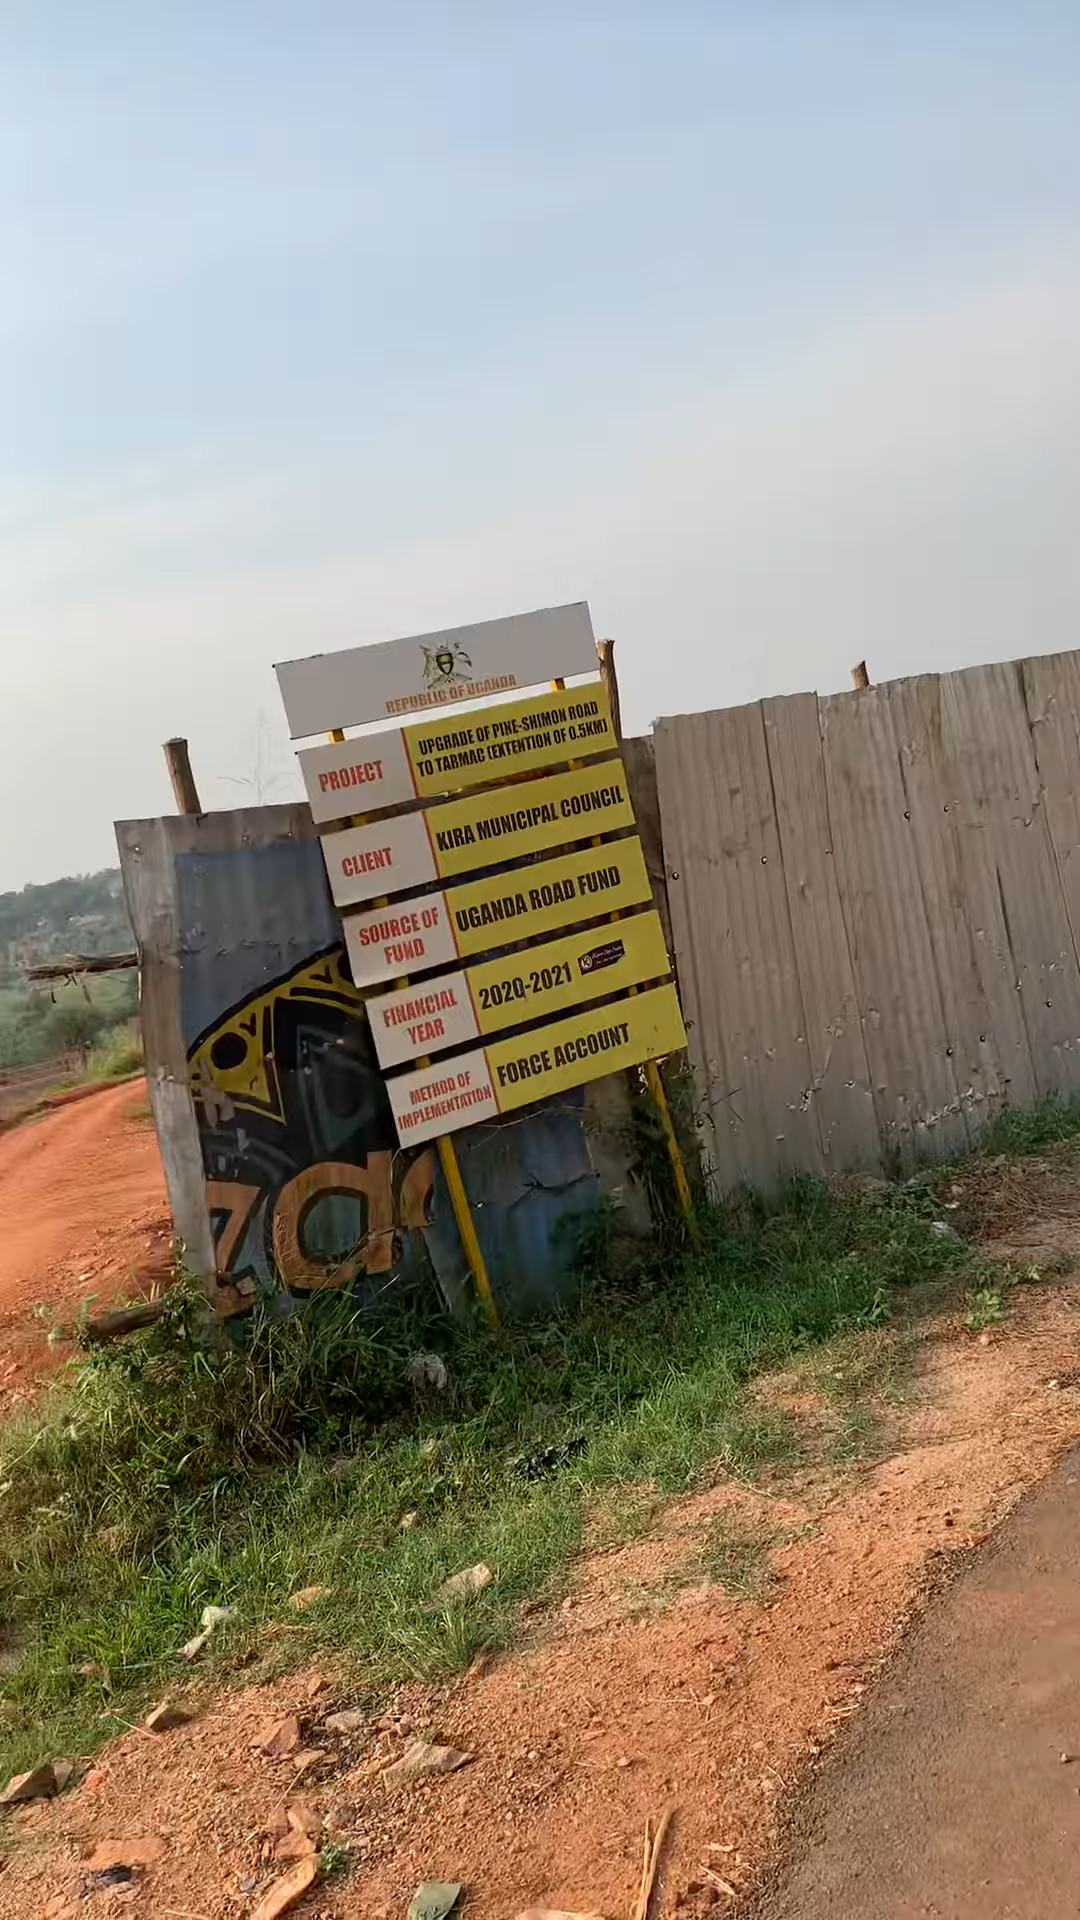 REPUBLIC OF UGANDA
PROJECT
UPGRADE OF PINE-SHIMON ROAD
TO TARMAC (EXTENTION OF 0.5KM)
CLIENT
KIRA MUNICIPAL COUNCIL
SOURCE OF
FUND
UGANDA ROAD FUND
FINANCIAL
YEAR
2020-2021
METHOD OF
IMPLEMENTATION
FORCE ACCOUNT